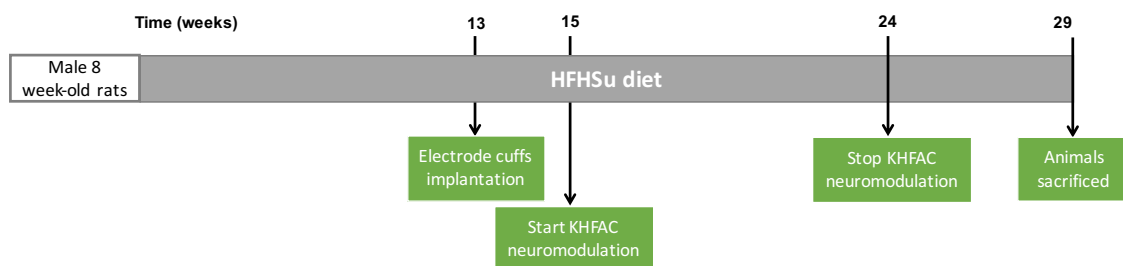 Time (weeks)
13
15
24
29
Male 8
week-old rats
HFHSu diet
Electrode cuffs
implantation
Start KHFAC
neuromodulation
Stop KHFAC
neuromodulation
Animals
sacrificed